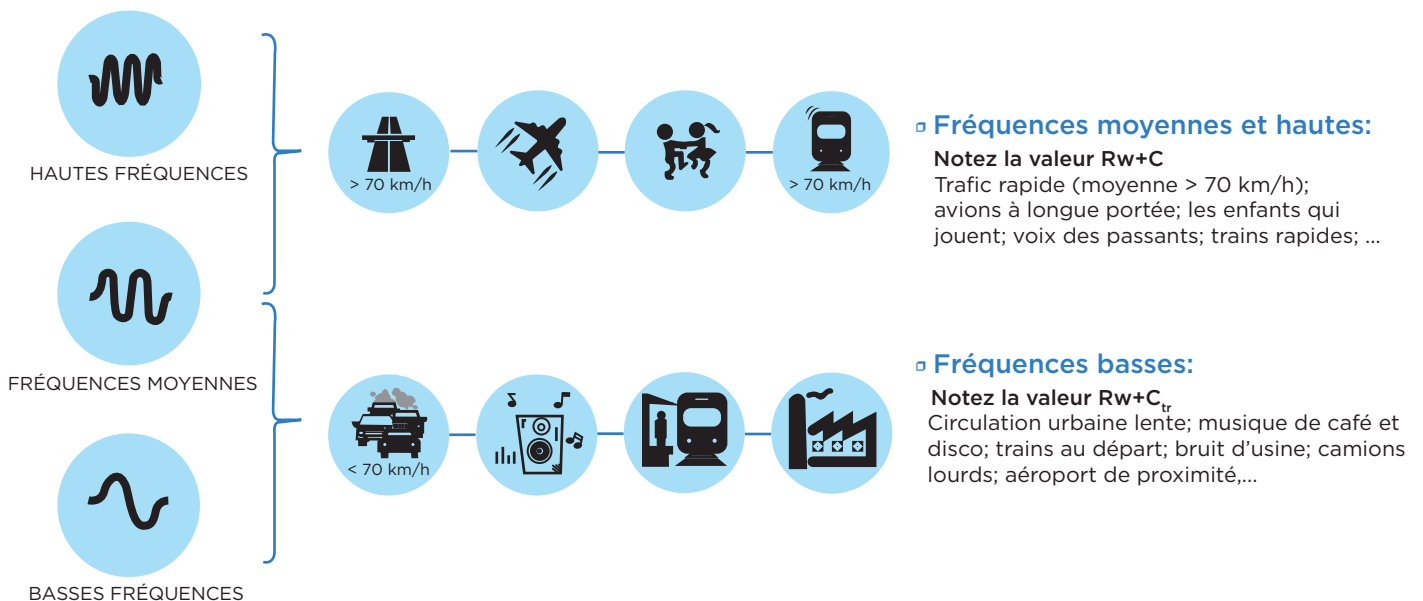 HAUTES FRÉQUENCES
FRÉQUENCES MOYENNES
BASSES FRÉQUENCES
> 70 km/h
> 70 km/h
Fréquences moyennes et hautes:
Notez la valeur Rw+C
Trafic rapide (moyenne > 70 km/h);
avions à longue portée; les enfants qui
jouent; voix des passants; trains rapides; ...
< 70 km/h
Fréquences basses:
Notez la valeur Rw+Ctr
Circulation urbaine lente; musique de café et
disco; trains au départ; bruit d'usine; camions
lourds; aéroport de proximité,...